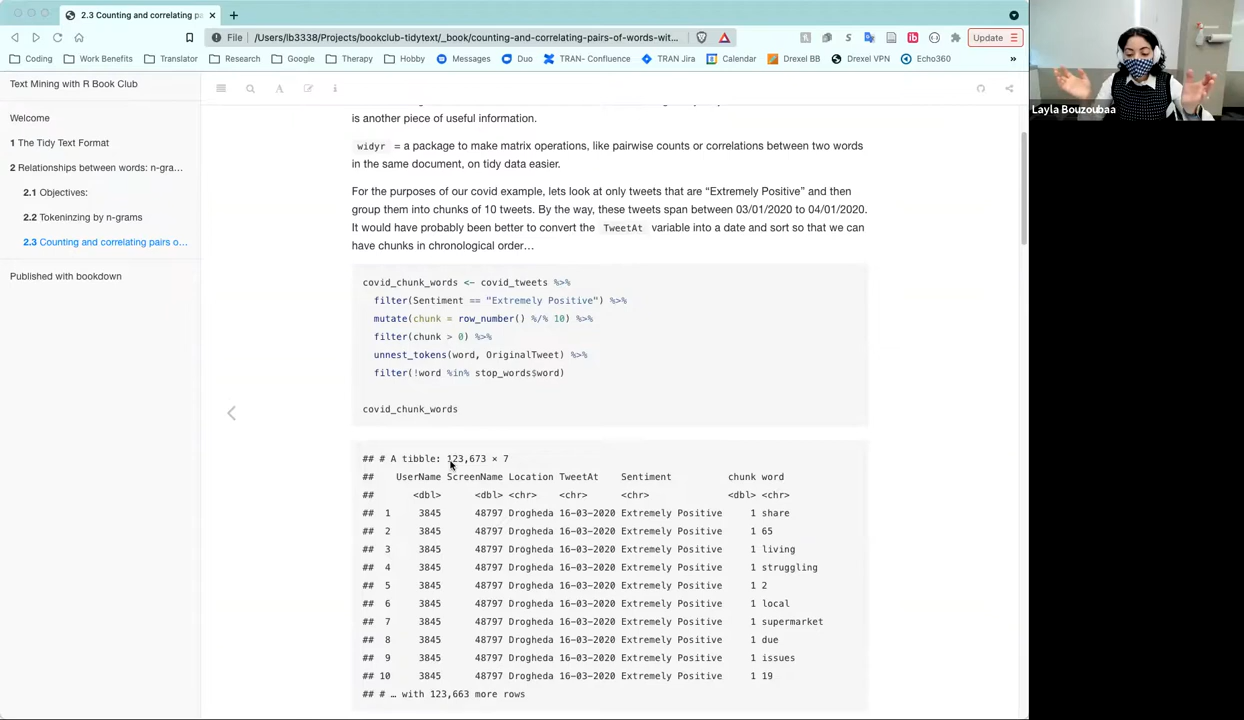 2.3 Counting and correlating pa
File
/Users/lb3338/Projects/bookclub-tidytext/_book/counting-and-correlating-pairs-of-words-wit...
Update
Coding
Work Benefits
Translator
Research
Google
Therapy
Hobby
Messages
Duo
TRAN- Confluence
TRAN Jira
Calendar
Drexel BB
Drexel VPN
Echo360
»
Layla Bouzoubaa
Text Mining with R Book Club
Welcome
1 The Tidy Text Format
2 Relationships between words: n-gra...
2.1 Objectives:
2.2 Tokeninzing by n-grams
2.3 Counting and correlating pairs o...
Published with bookdown
is another piece of useful information.
widyr = a package to make matrix operations, like pairwise counts or correlations between two words
in the same document, on tidy data easier.
For the purposes of our covid example, lets look at only tweets that are “Extremely Positive” and then
group them into chunks of 10 tweets. By the way, these tweets span between 03/01/2020 to 04/01/2020.
It would have probably been better to convert the TweetAt variable into a date and sort so that we can
have chunks in chronological order…
covid_chunk_words <- covid_tweets %>%
filter(Sentiment == "Extremely Positive") %>%
mutate(chunk = row_number() %/% 10) %>%
filter(chunk > 0) %>%
unnest_tokens(word, OriginalTweet) %>%
filter(!word %in% stop_words$word)
covid_chunk_words
## # A tibble: 123,673 × 7
## UserName ScreenName Location TweetAt Sentiment chunk word
## <dbl> <dbl> <chr> <chr> <chr> <dbl> <chr>
## 1 3845 48797 Drogheda 16-03-2020 Extremely Positive 1 share
## 2 3845 48797 Drogheda 16-03-2020 Extremely Positive 1 65
## 3 3845 48797 Drogheda 16-03-2020 Extremely Positive 1 living
## 4 3845 48797 Drogheda 16-03-2020 Extremely Positive 1 struggling
## 5 3845 48797 Drogheda 16-03-2020 Extremely Positive 1 2
## 6 3845 48797 Drogheda 16-03-2020 Extremely Positive 1 local
## 7 3845 48797 Drogheda 16-03-2020 Extremely Positive 1 supermarket
## 8 3845 48797 Drogheda 16-03-2020 Extremely Positive 1 due
## 9 3845 48797 Drogheda 16-03-2020 Extremely Positive 1 issues
## 10 3845 48797 Drogheda 16-03-2020 Extremely Positive 1 19
## # … with 123,663 more rows